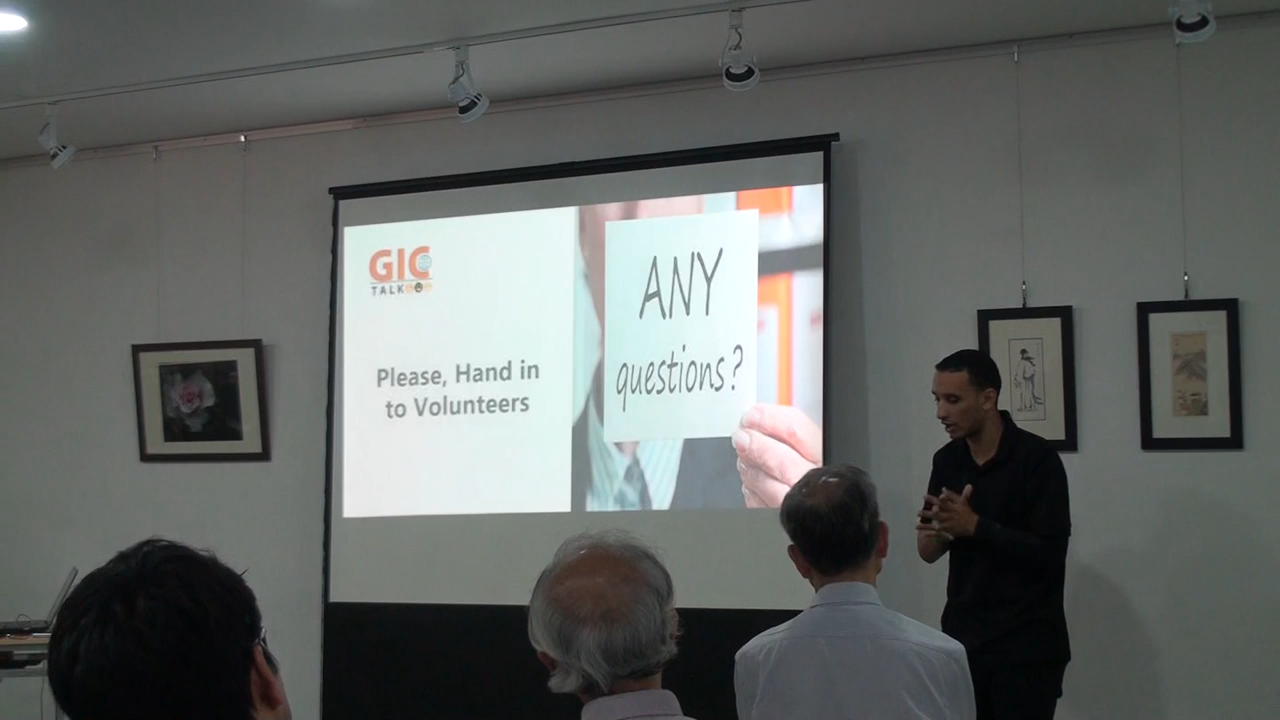 GIC
TALK
Please, Hand in
to Volunteers
ANY
questions?